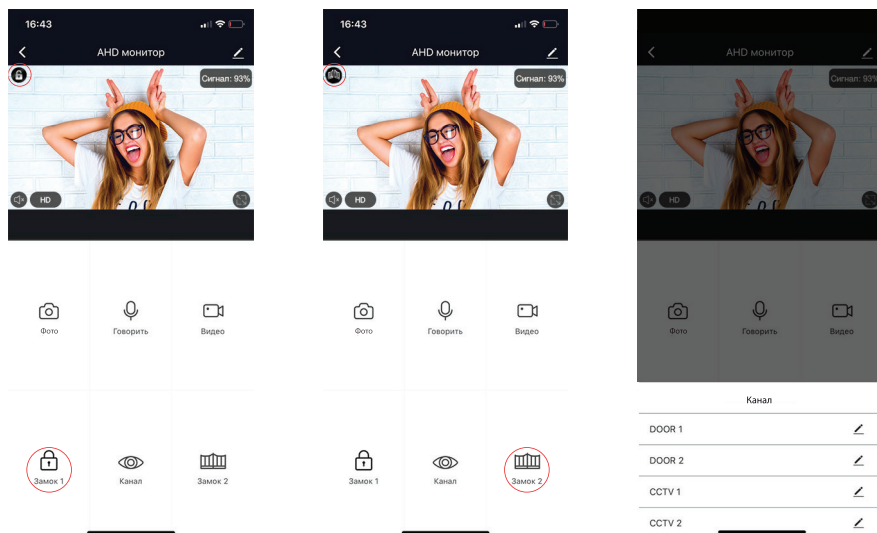 16:43
AHD монитор
Сигнал: 93%
HD
Фото
Говорить
Видео
Замок 1
Канал
Замок 2
16:43
AHD монитор
Сигнал: 93%
HD
Фото
Говорить
Видео
Замок 1
Канал
Замок 2
AHD монитор
Сигнал: 93%
HD
Фото
Говорить
Видео
Канал
DOOR 1
DOOR 2
CCTV 1
CCTV 2